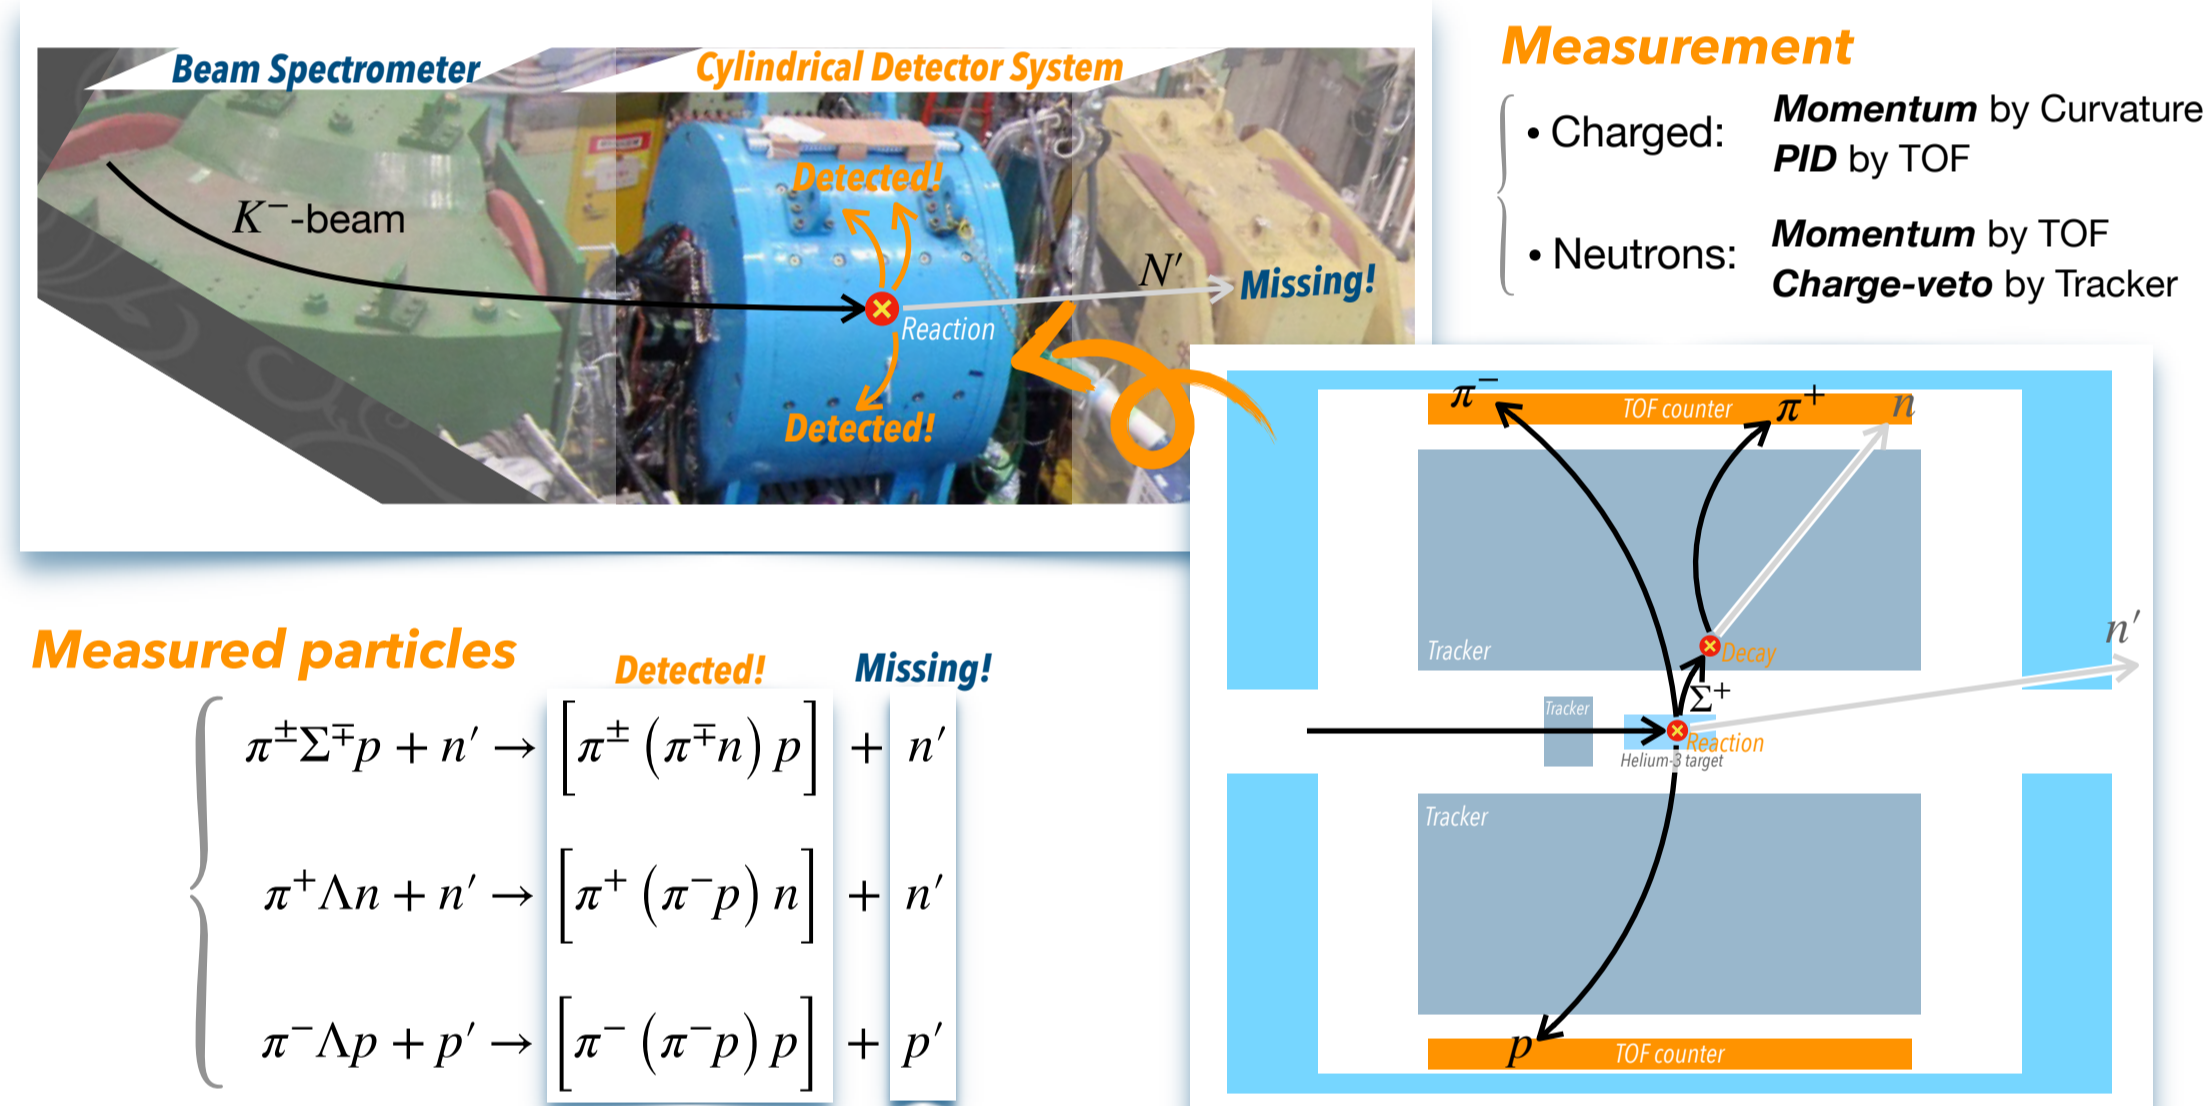 Beam Spectrometer
Cylindrical Detector System
K⁻-beam
Detected!
N′
Missing!
Reaction
Detected!
Measurement
• Charged:
Momentum by Curvature
PID by TOF
• Neutrons:
Momentum by TOF
Charge-veto by Tracker
Measured particles
Detected!
Missing!
π±Σ∓p + n′ → [π± (π∓n) p] + n′
π⁺Λn + n′ → [π⁺ (π⁻p) n] + n′
π⁻Λp + p′ → [π⁻ (π⁻p) p] + p′
π⁻
TOF counter
π⁺
n
Tracker
Decay
n′
Σ⁺
Tracker
Reaction
Helium-3 target
Tracker
p
TOF counter